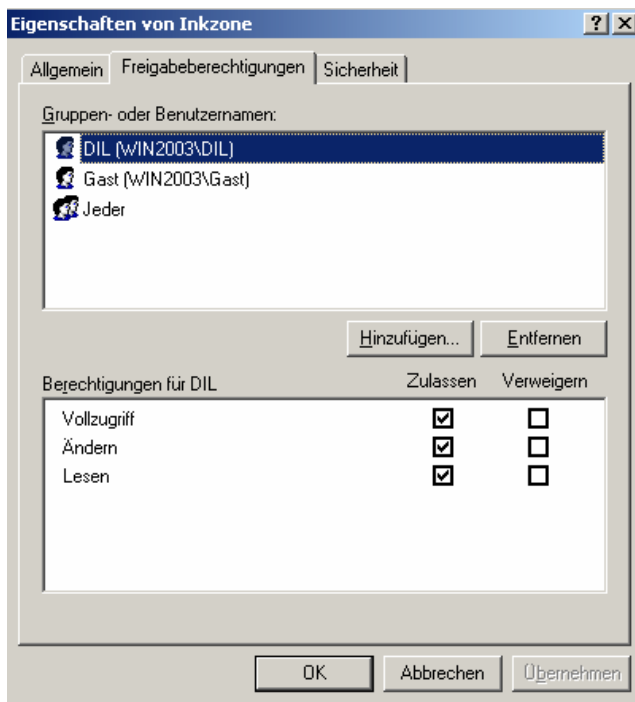 Eigenschaften von Inkzone
Allgemein Freigabeberechtigungen Sicherheit
Gruppen- oder Benutzernamen:
DIL (WIN2003\DIL)
Gast (WIN2003\Gast)
Jeder
Hinzufügen... Entfernen
Berechtigungen für DIL Zulassen Verweigern
Vollzugriff
Ändern
Lesen
OK Abbrechen Übernehmen